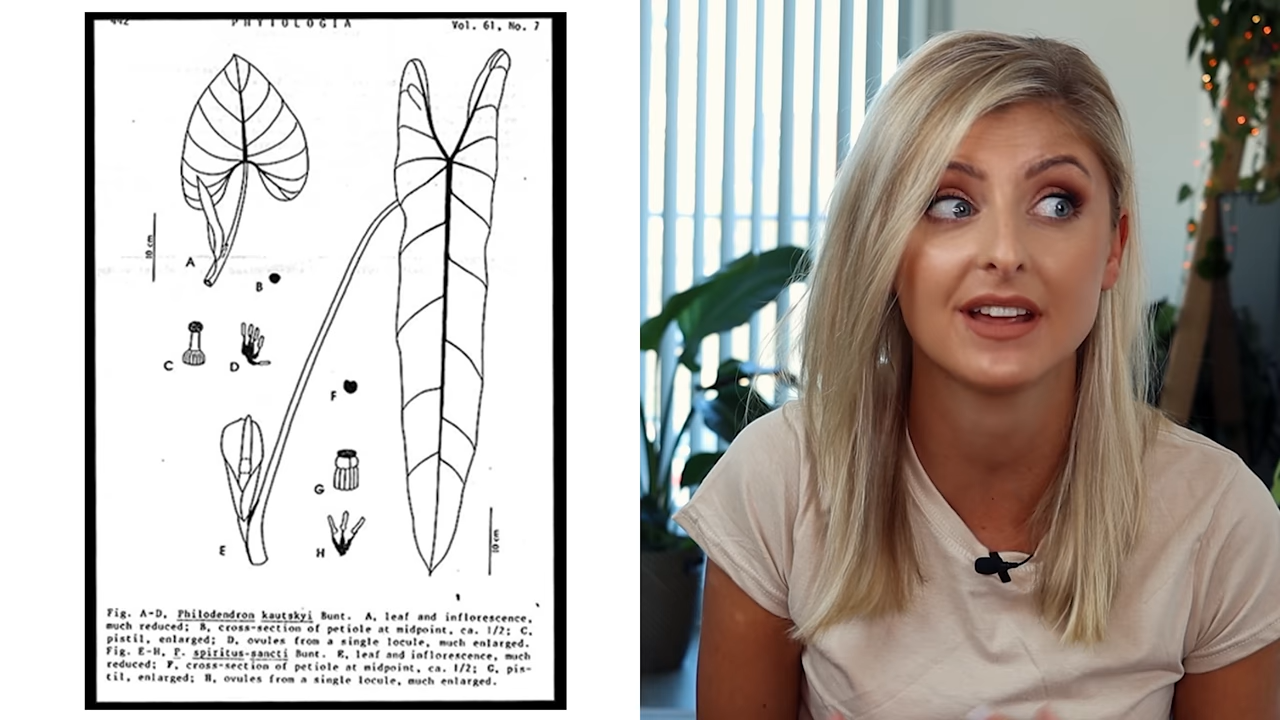 442 PHYTOLOGIA Vol. 61, No. 7
A
10 cm
B
C
D
F
G
E
H
10 cm
Fig. A-D, Philodendron kautskyi Bunt. A, leaf and inflorescence,
much reduced; B, cross-section of petiole at midpoint, ca. 1/2; C,
pistil, enlarged; D, ovules from a single locule, much enlarged.
Fig. E-H, P. spiritus-sancti Bunt. E, leaf and inflorescence, much
reduced; F, cross-section of petiole at midpoint, ca. 1/2; G, pis-
til, enlarged; H, ovules from a single locule, much enlarged.